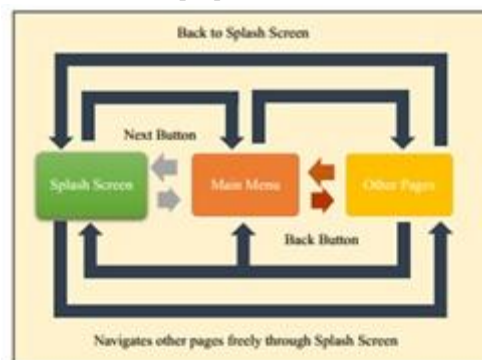 Back to Splash Screen
Next Button
Splash Screen
Main Menu
Other Pages
Back Button
Navigates other pages freely through Splash Screen